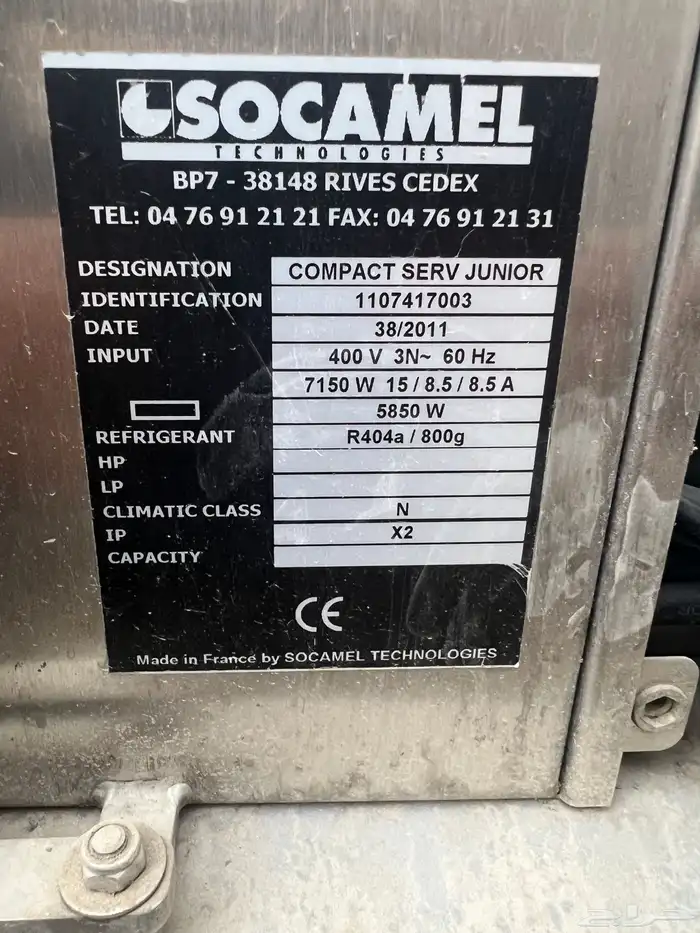 SOCAMEL
TECHNOLOGIES
BP7 - 38148 RIVES CEDEX
TEL: 04 76 91 21 21 FAX: 04 76 91 21 31
DESIGNATION COMPACT SERV JUNIOR
IDENTIFICATION 1107417003
DATE 38/2011
INPUT 400 V 3N~ 60 Hz
7150 W 15 / 8.5 / 8.5 A
5850 W
REFRIGERANT R404a / 800g
HP
LP
CLIMATIC CLASS N
IP X2
CAPACITY
CE
Made in France by SOCAMEL TECHNOLOGIES